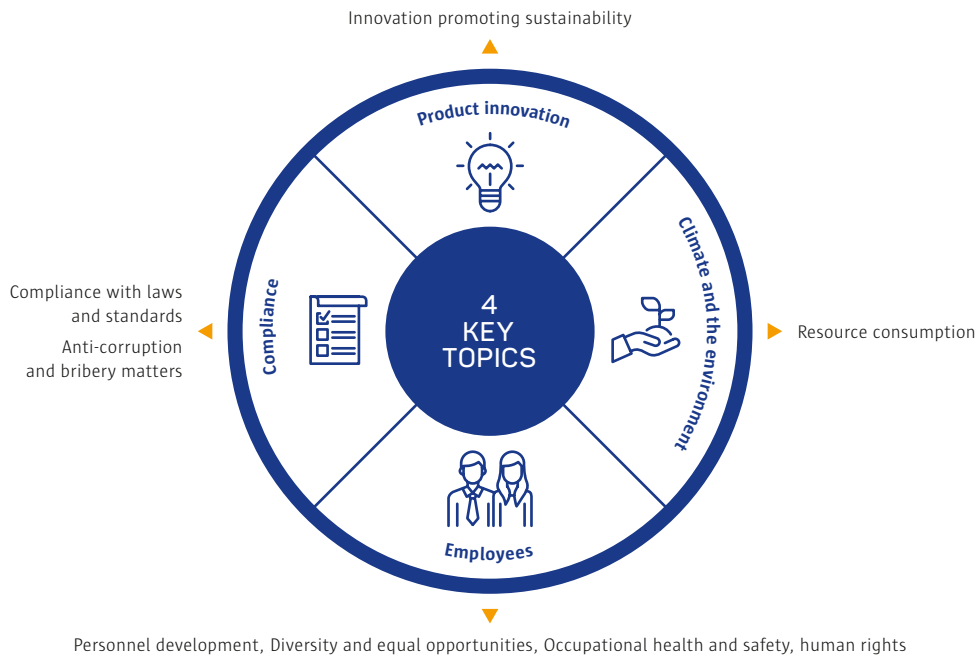 Innovation promoting sustainability
Product innovation
Compliance with laws
and standards
Anti-corruption
and bribery matters
Compliance
4
KEY
TOPICS
Climate and the environment
Resource consumption
Employees
Personnel development, Diversity and equal opportunities, Occupational health and safety, human rights